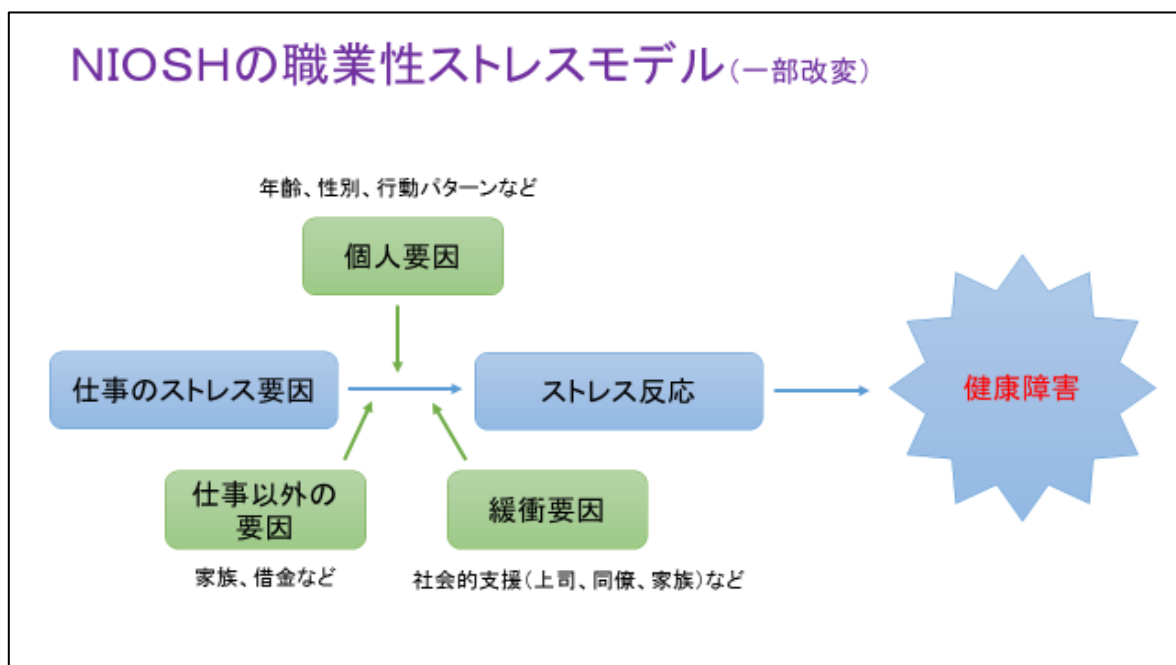 NIOSHの職業性ストレスモデル(一部改変)
年齢、性別、行動パターンなど
個人要因
仕事のストレス要因
ストレス反応
健康障害
仕事以外の
要因
緩衝要因
家族、借金など
社会的支援(上司、同僚、家族)など